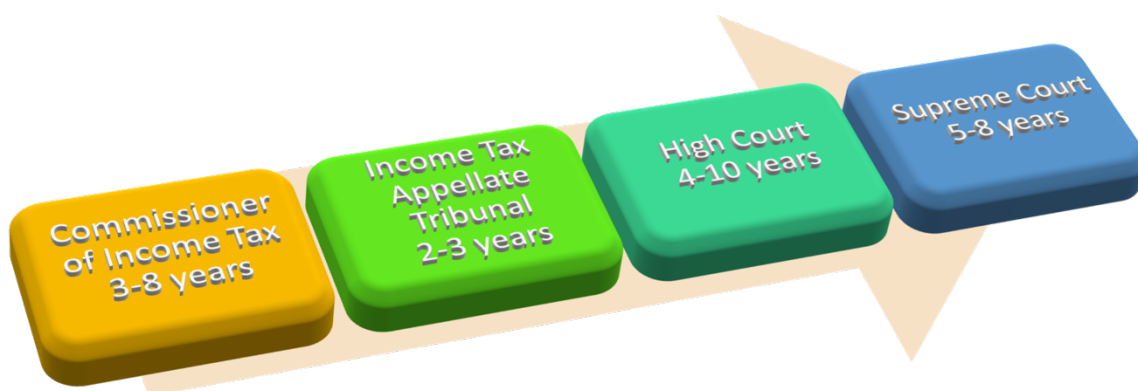 Commissioner
of Income Tax
3-8 years
Income Tax
Appellate
Tribunal
2-3 years
High Court
4-10 years
Supreme Court
5-8 years